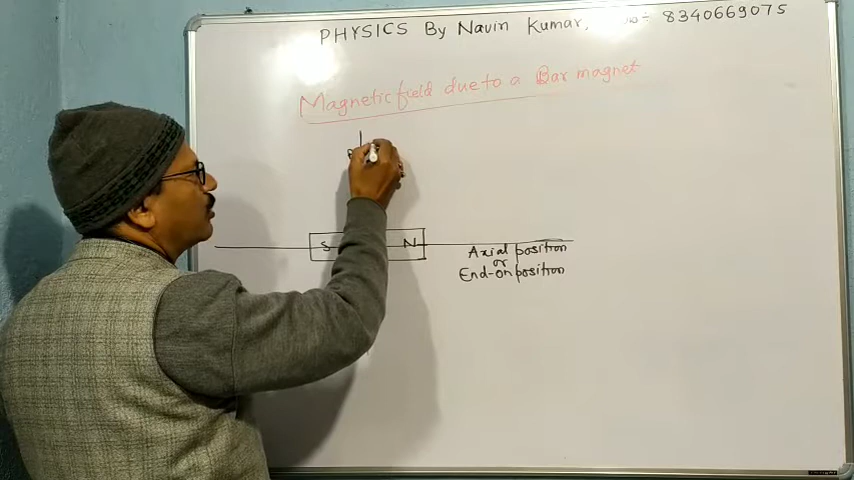 PHYSICS By Navin Kumar, 8340669075
Magnetic field due to a Bar magnet
S N
Axial position
or
End-on position